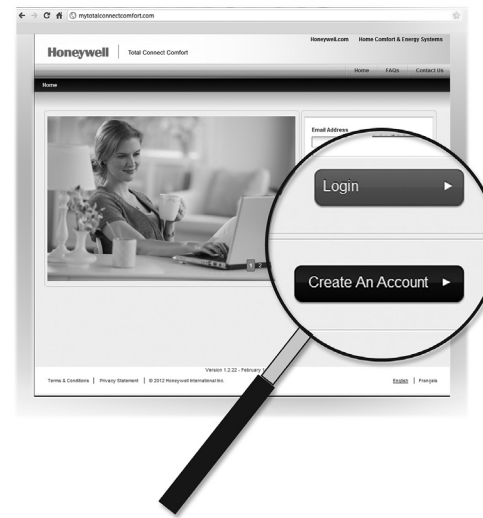 mytotalconnectcomfort.com
Honeywell.com Home Comfort & Energy Systems
Honeywell Total Connect Comfort
Home FAQs Contact Us
Home
Email Address
Login
Create An Account
1 2
Version 1.2.22 - February
Terms & Conditions | Privacy Statement | © 2012 Honeywell International Inc.
English | Français